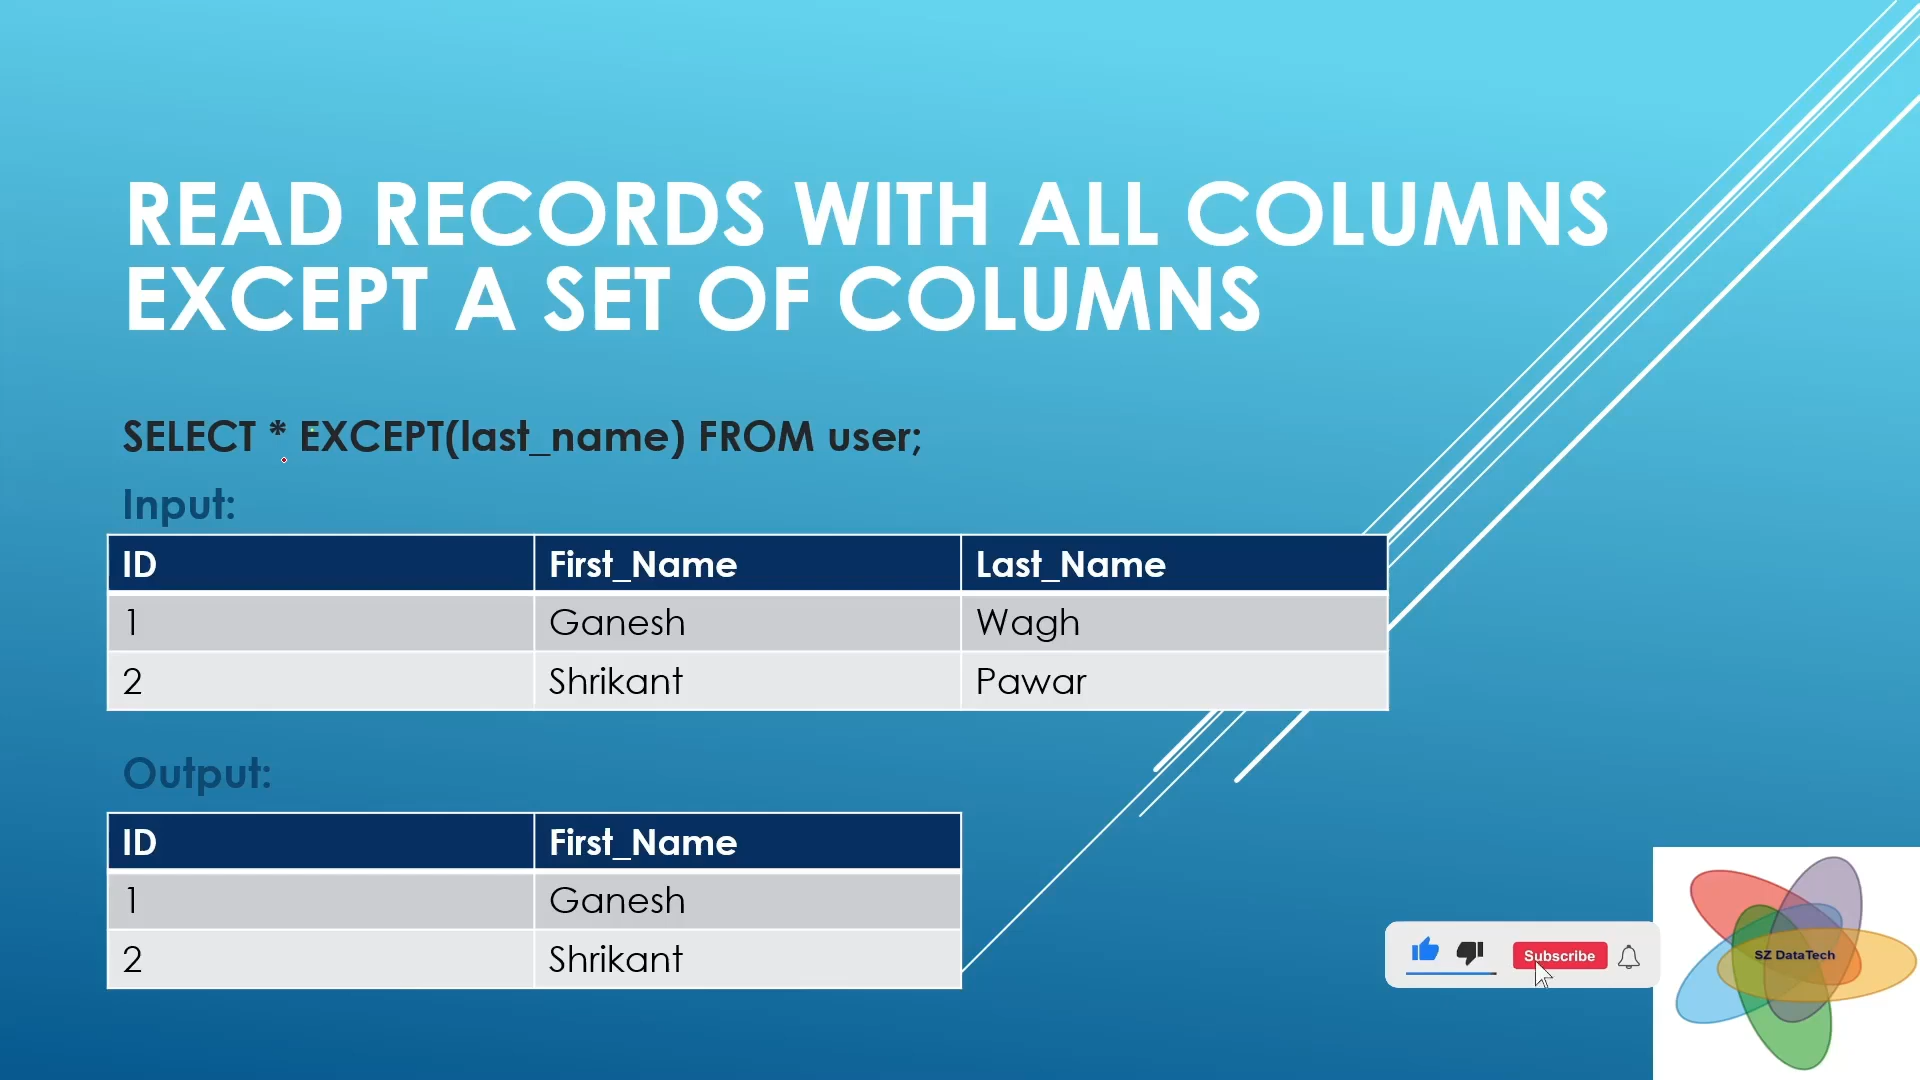 READ RECORDS WITH ALL COLUMNS
EXCEPT A SET OF COLUMNS
SELECT * EXCEPT(last_name) FROM user;
Input:
ID First_Name Last_Name
1 Ganesh Wagh
2 Shrikant Pawar
Output:
ID First_Name
1 Ganesh
2 Shrikant
Subscribe
SZ DataTech